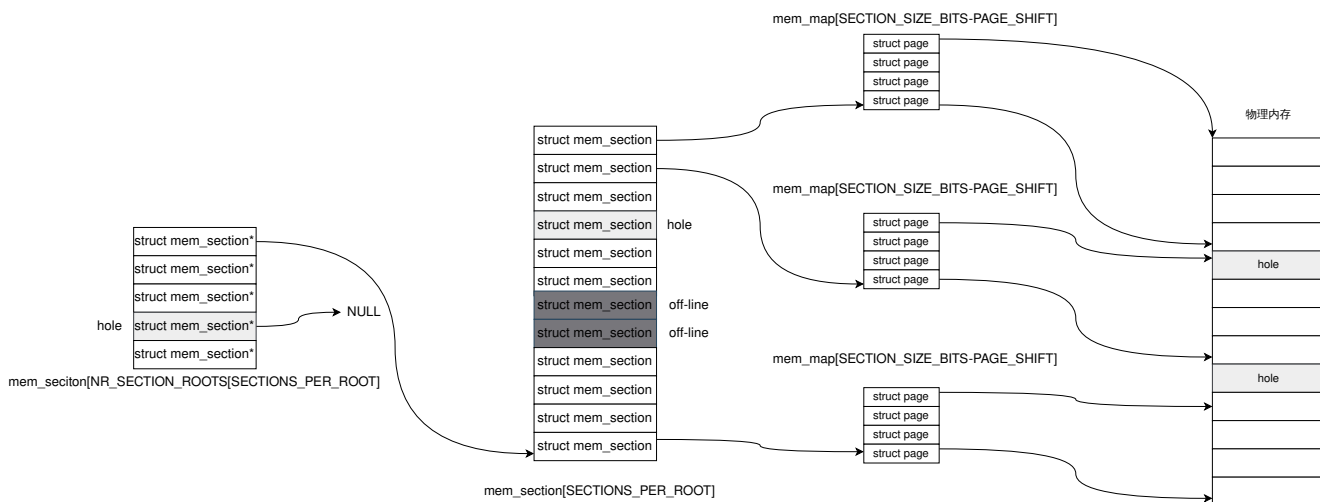 mem_map[SECTION_SIZE_BITS-PAGE_SHIFT]
struct page
struct page
struct page
struct page
物理内存
struct mem_section
struct mem_section
struct mem_section
struct mem_section
hole
struct mem_section
struct mem_section
struct mem_section
off-line
struct mem_section
off-line
struct mem_section
struct mem_section
struct mem_section
struct mem_section
mem_section[SECTIONS_PER_ROOT]
mem_map[SECTION_SIZE_BITS-PAGE_SHIFT]
struct page
struct page
struct page
struct page
hole
hole
struct mem_section*
struct mem_section*
struct mem_section*
hole
struct mem_section*
NULL
struct mem_section*
mem_seciton[NR_SECTION_ROOTS[SECTIONS_PER_ROOT]
mem_map[SECTION_SIZE_BITS-PAGE_SHIFT]
struct page
struct page
struct page
struct page